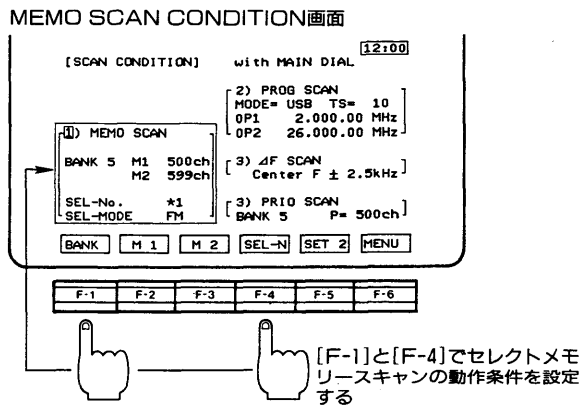 MEMO SCAN CONDITION画面
12:00
[SCAN CONDITION] with MAIN DIAL
2) PROG SCAN
MODE= USB TS= 10
OP1 2.000.00 MHz
OP2 26.000.00 MHz
1) MEMO SCAN
BANK 5 M1 500ch
M2 599ch
SEL-No. *1
SEL-MODE FM
3) ⊿F SCAN
Center F ± 2.5kHz
3) PRIO SCAN
BANK 5 P= 500ch
BANK M 1 M 2 SEL-N SET 2 MENU
F-1 F-2 F-3 F-4 F-5 F-6
[F-1]と[F-4]でセレクトメモ
リースキャンの動作条件を設定
する